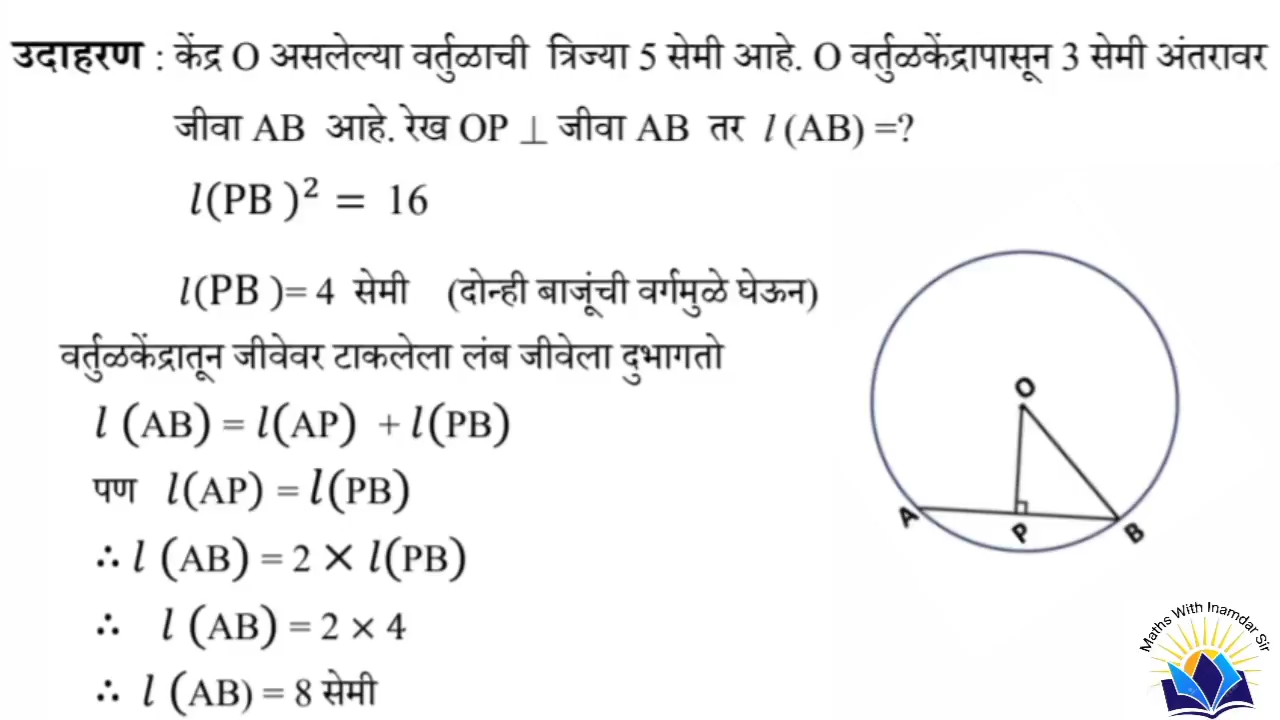 उदाहरण : केंद्र O असलेल्या वर्तुळाची त्रिज्या 5 सेमी आहे. O वर्तुळकेंद्रापासून 3 सेमी अंतरावर
जीवा AB आहे. रेख OP ⊥ जीवा AB तर l (AB) =?
l(PB )² = 16
l(PB )= 4 सेमी (दोन्ही बाजूंची वर्गमुळे घेऊन)
वर्तुळकेंद्रातून जीवेवर टाकलेला लंब जीवेला दुभागतो
l (AB) = l(AP) + l(PB)
पण l(AP) = l(PB)
∴ l (AB) = 2 × l(PB)
∴ l (AB) = 2 × 4
∴ l (AB) = 8 सेमी
O
A
P
B
Maths With Inamdar Sir